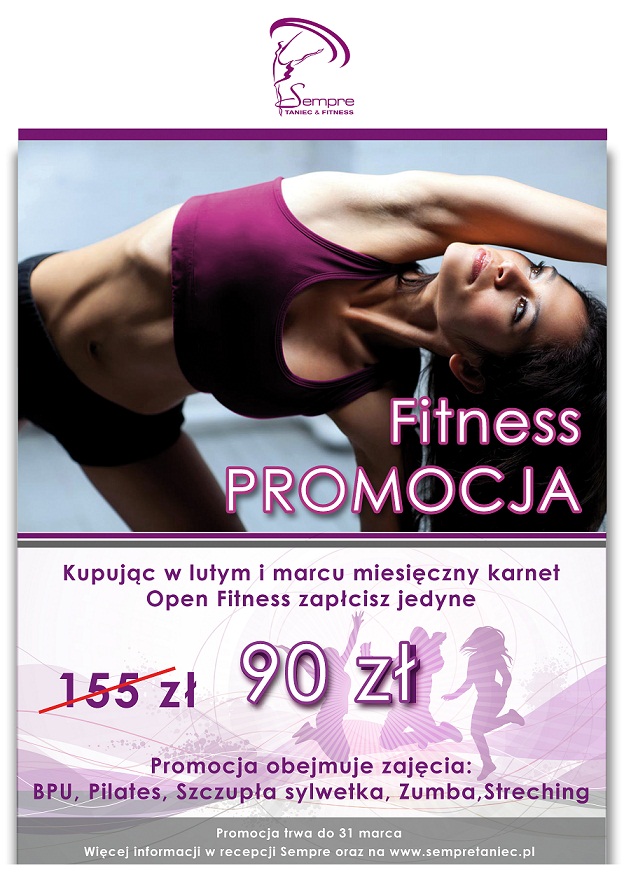 Sempre
TANIEC & FITNESS
Fitness
PROMOCJA
Kupując w lutym i marcu miesięczny karnet
Open Fitness zapłcisz jedyne
155 zł
90 zł
Promocja obejmuje zajęcia:
BPU, Pilates, Szczupła sylwetka, Zumba,Streching
Promocja trwa do 31 marca
Więcej informacji w recepcji Sempre oraz na www.sempretaniec.pl